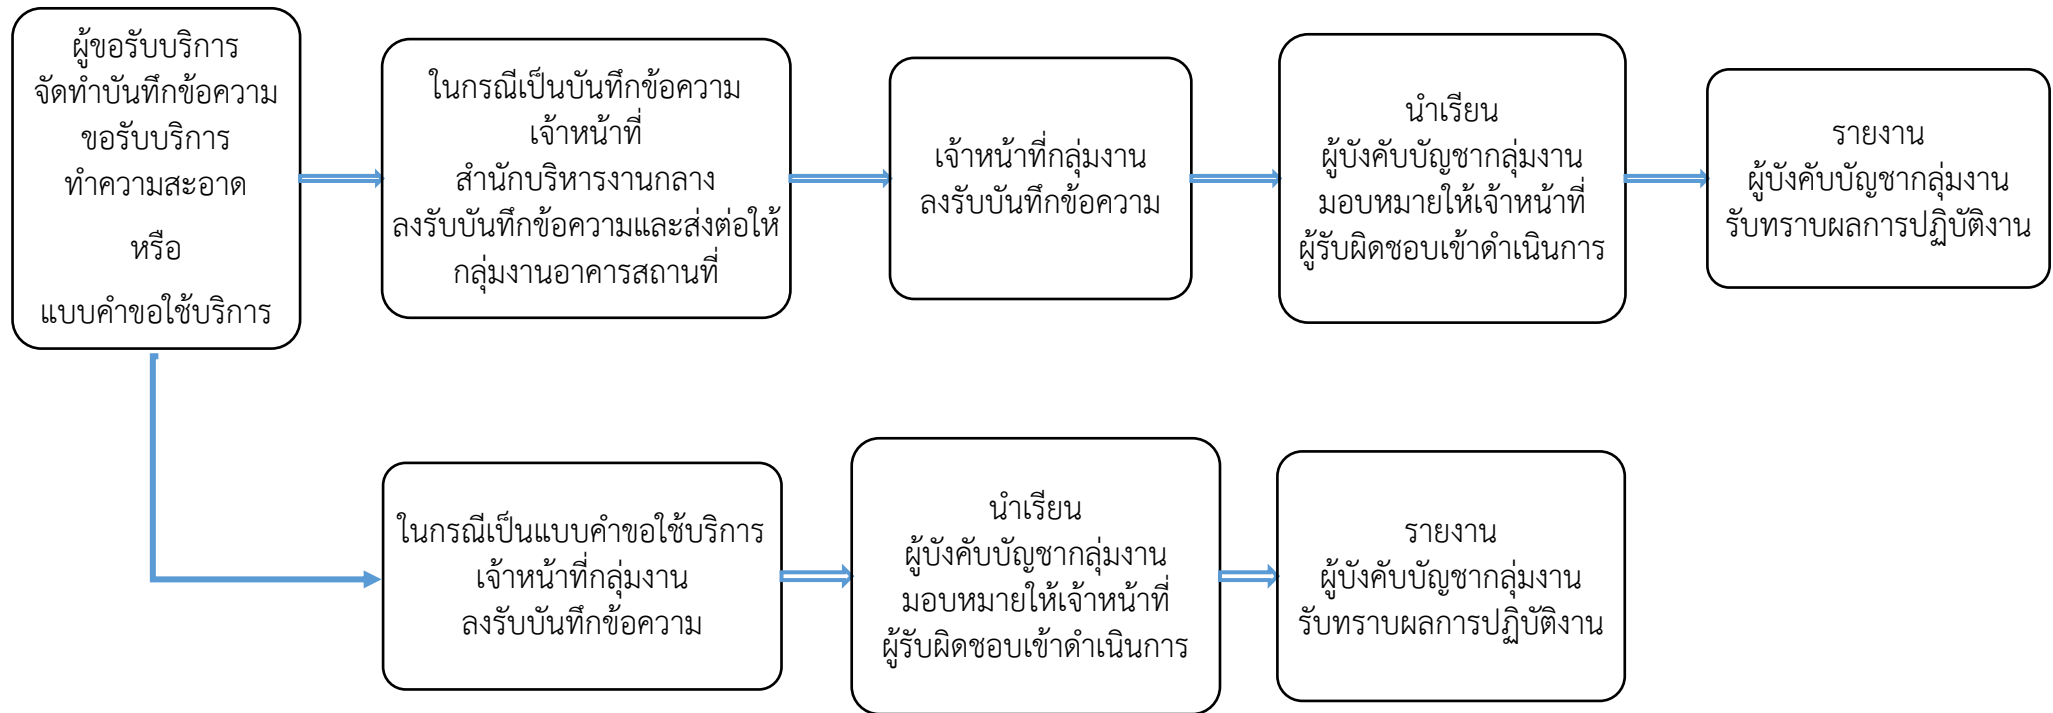 ผู้ขอรับบริการ
จัดทำบันทึกข้อความ
ขอรับบริการ
ทำความสะอาด
หรือ
แบบคำขอใช้บริการ
ในกรณีเป็นบันทึกข้อความ
เจ้าหน้าที่
สำนักบริหารงานกลาง
ลงรับบันทึกข้อความและส่งต่อให้
กลุ่มงานอาคารสถานที่
เจ้าหน้าที่กลุ่มงาน
ลงรับบันทึกข้อความ
นำเรียน
ผู้บังคับบัญชากลุ่มงาน
มอบหมายให้เจ้าหน้าที่
ผู้รับผิดชอบเข้าดำเนินการ
รายงาน
ผู้บังคับบัญชากลุ่มงาน
รับทราบผลการปฏิบัติงาน
ในกรณีเป็นแบบคำขอใช้บริการ
เจ้าหน้าที่กลุ่มงาน
ลงรับบันทึกข้อความ
นำเรียน
ผู้บังคับบัญชากลุ่มงาน
มอบหมายให้เจ้าหน้าที่
ผู้รับผิดชอบเข้าดำเนินการ
รายงาน
ผู้บังคับบัญชากลุ่มงาน
รับทราบผลการปฏิบัติงาน